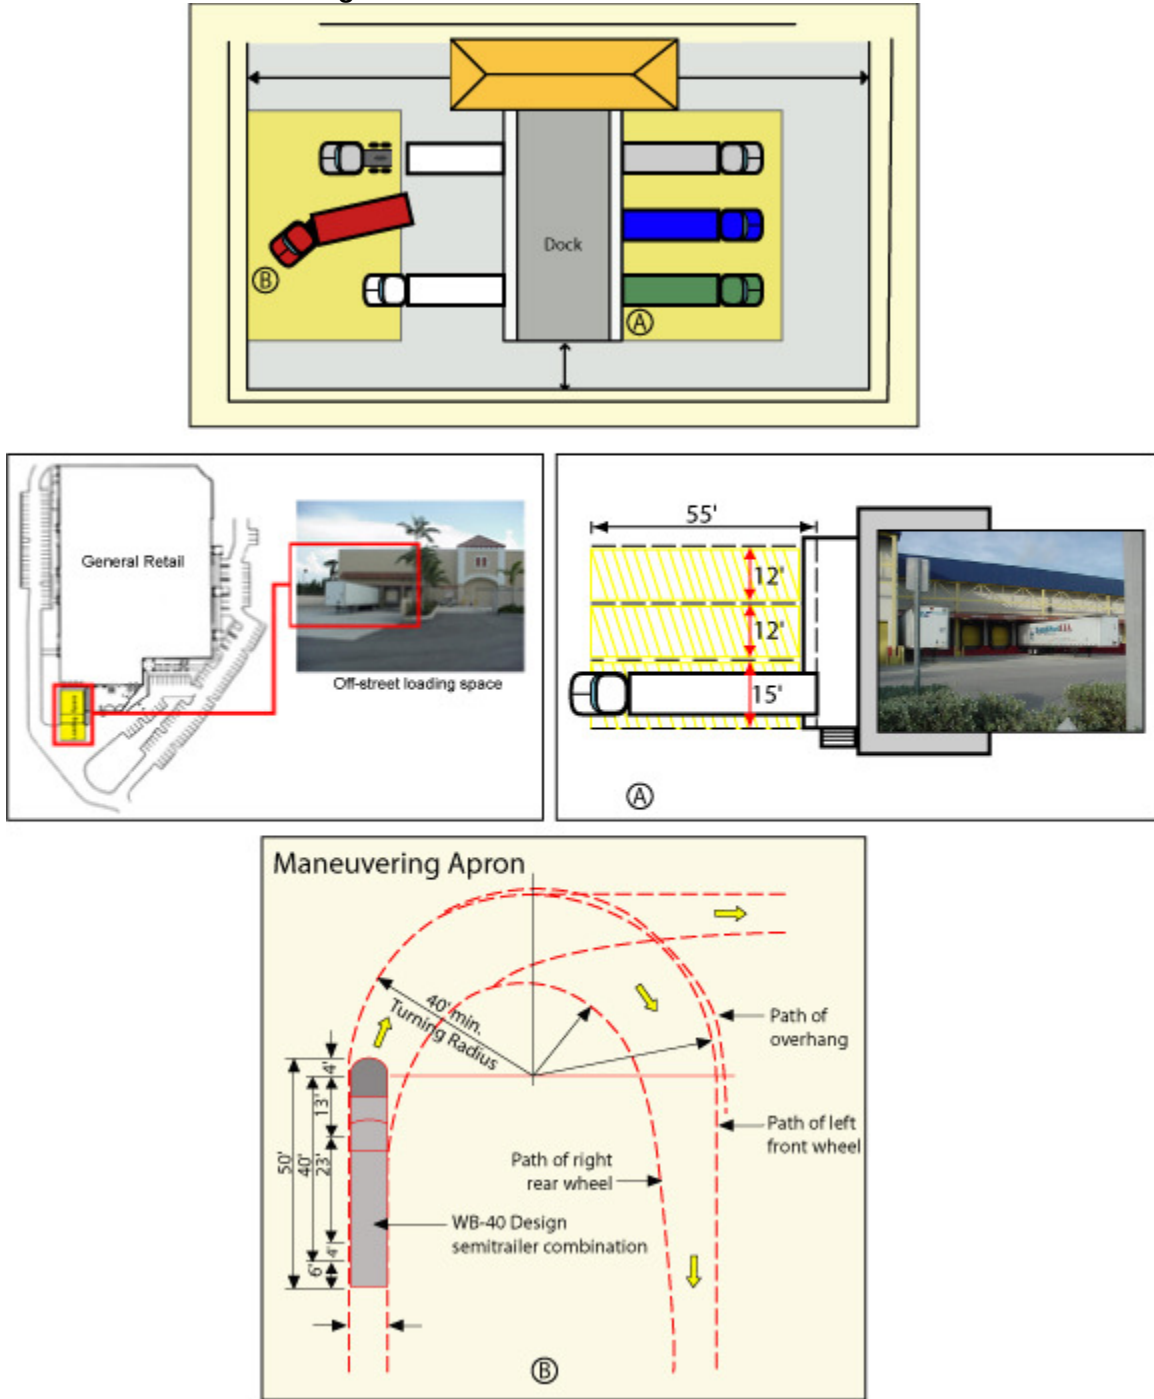 Dock
B
A
General Retail
Off-street loading space
55'
12'
12'
15'
A
Maneuvering Apron
40' min.
Turning Radius
Path of
overhang
Path of left
front wheel
Path of right
rear wheel
WB-40 Design
semitrailer combination
4'
13'
50'
40'
23'
4'
6'
B